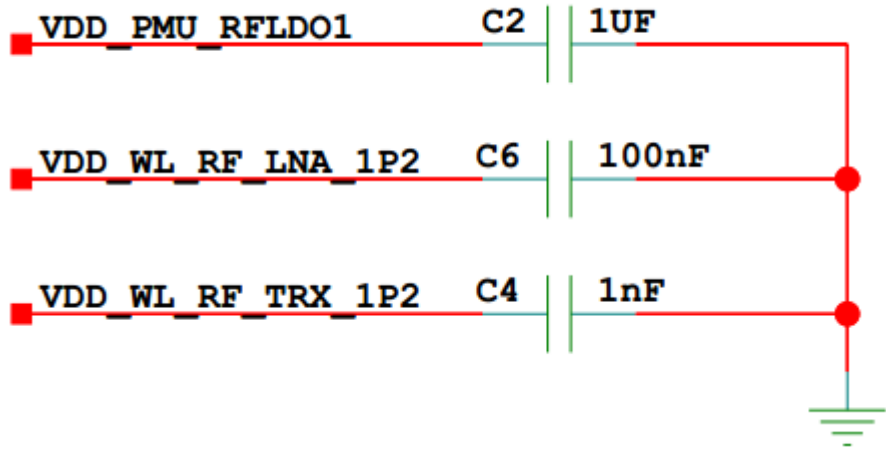 VDD_PMU_RFLDO1 C2 1UF
VDD_WL_RF_LNA_1P2 C6 100nF
VDD_WL_RF_TRX_1P2 C4 1nF